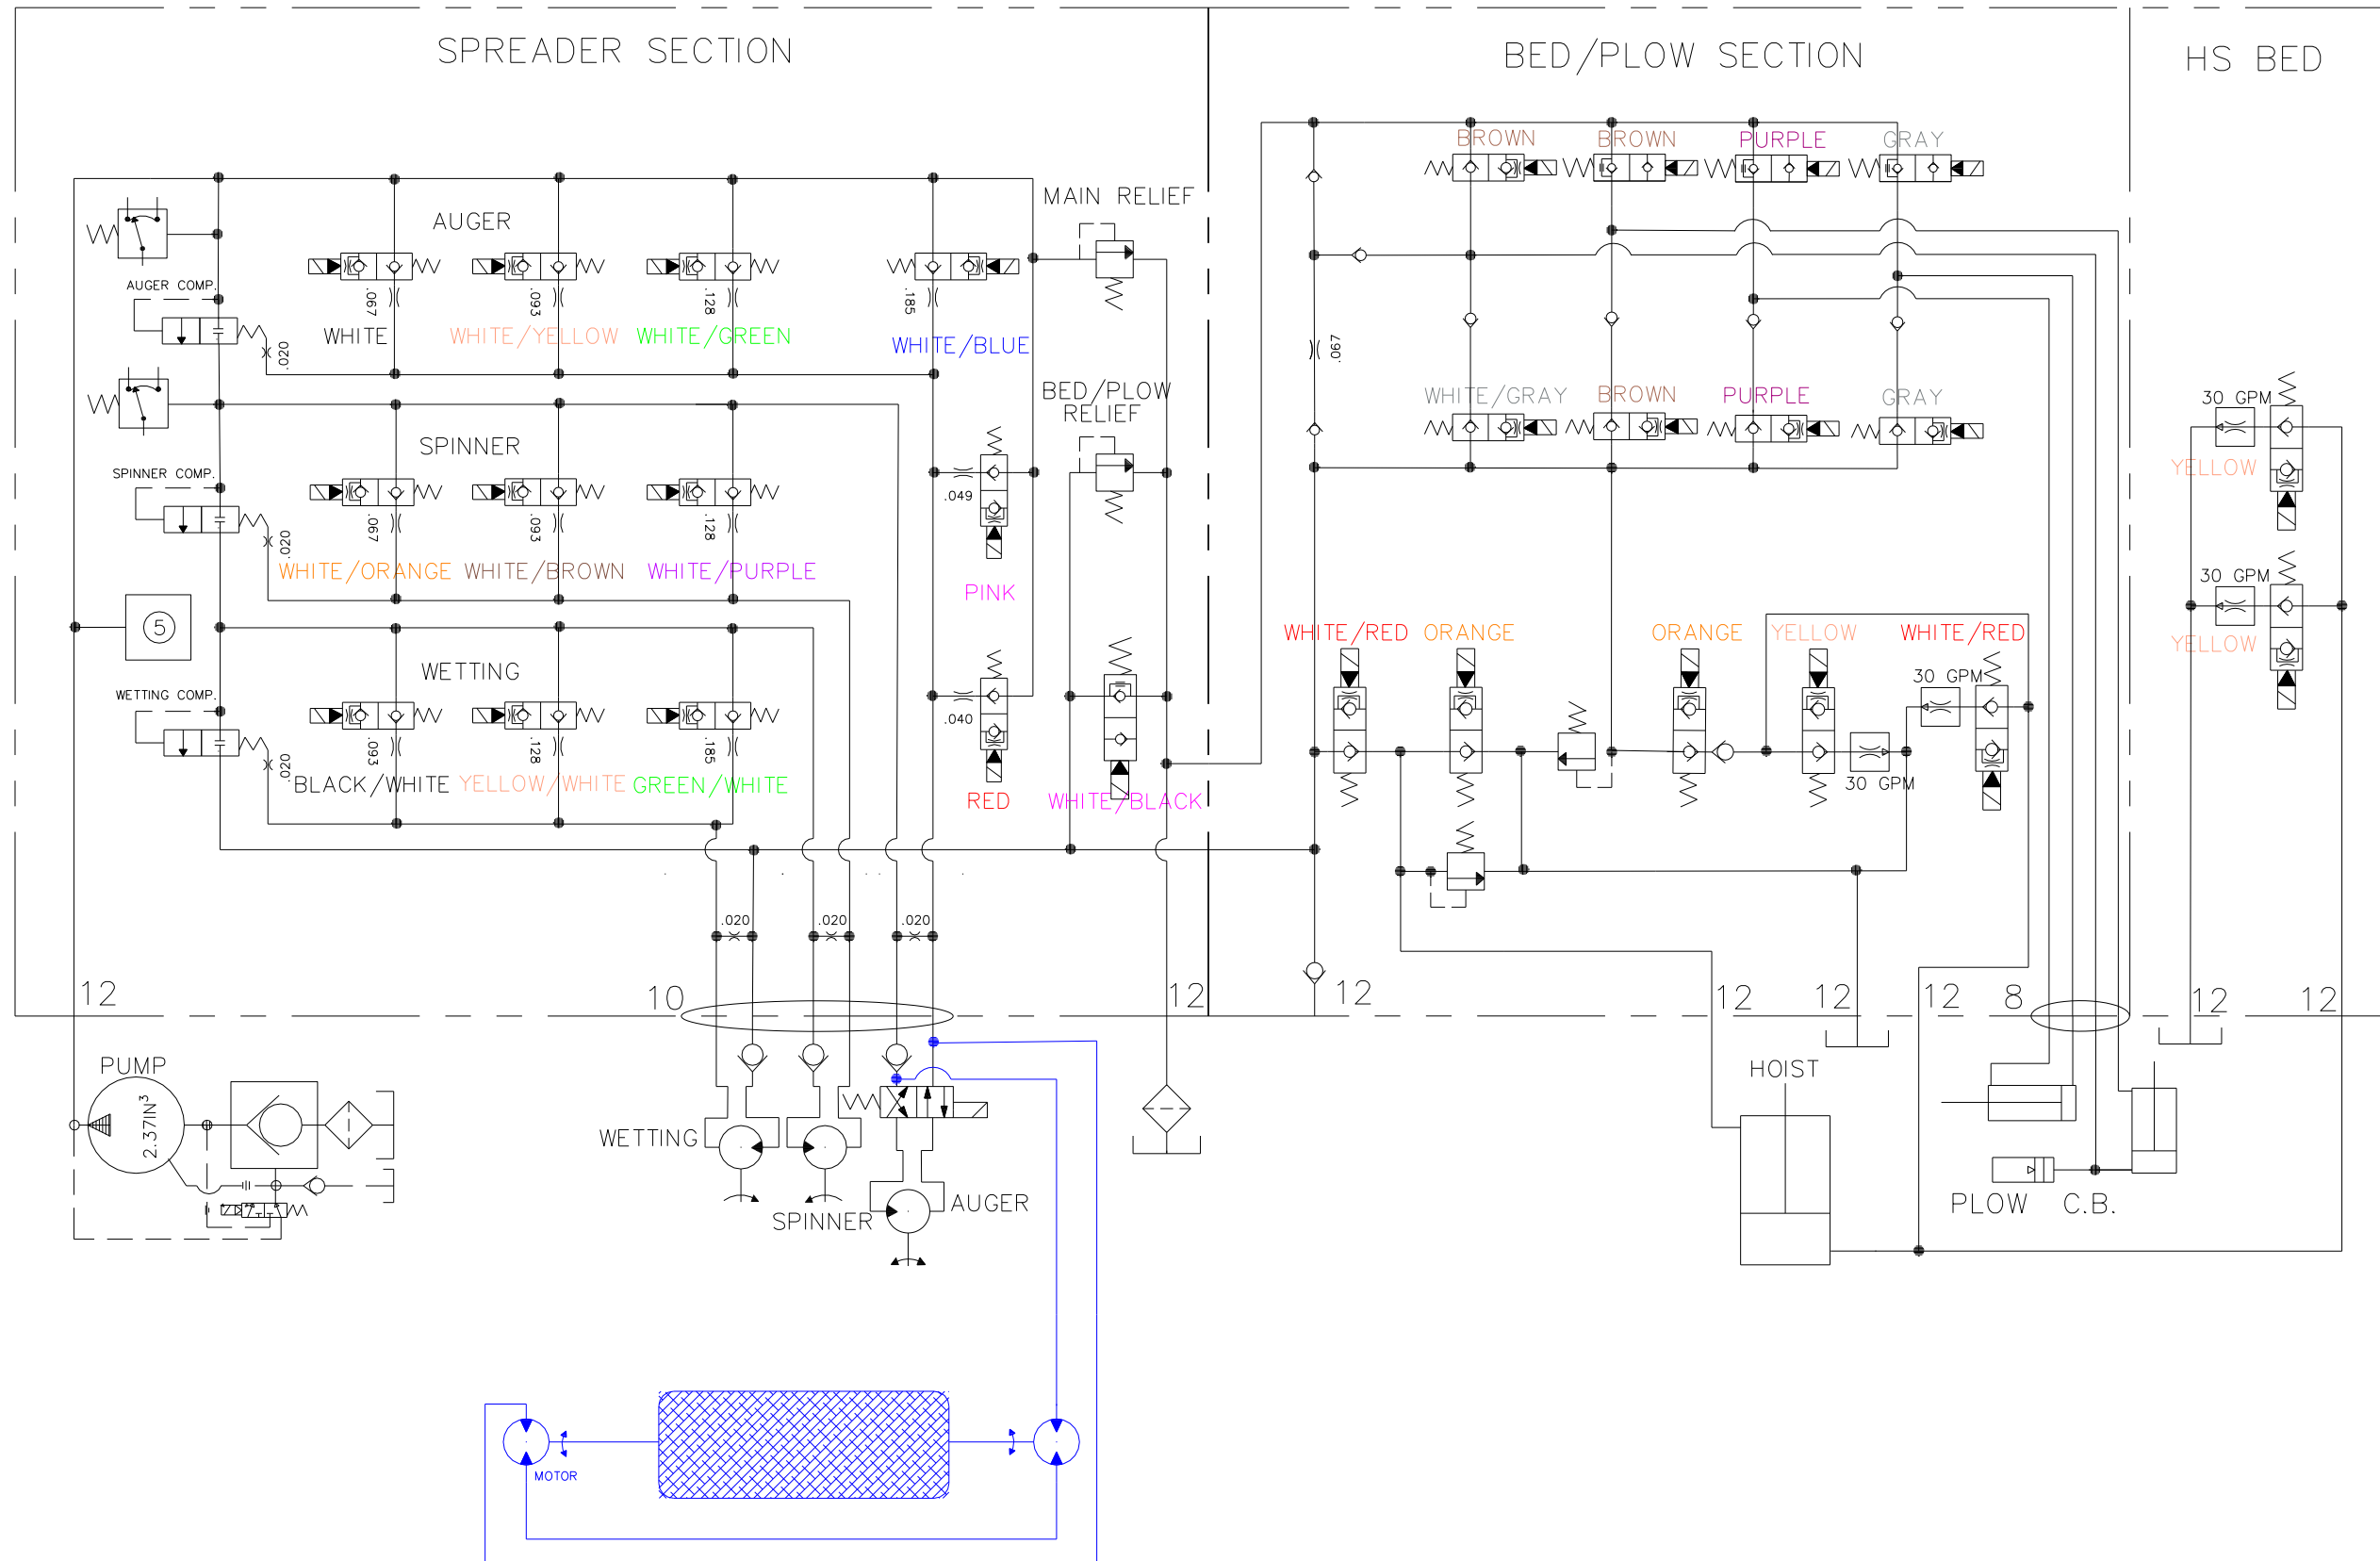 SPREADER SECTION
BED/PLOW SECTION
HS BED
BROWN
BROWN
PURPLE
GRAY
MAIN RELIEF
AUGER
AUGER COMP.
.067
.093
.128
.185
.020
WHITE
WHITE/YELLOW
WHITE/GREEN
WHITE/BLUE
.067
BED/PLOW
RELIEF
WHITE/GRAY
BROWN
PURPLE
GRAY
30 GPM
YELLOW
SPINNER
SPINNER COMP.
.049
.067
.093
.128
.020
WHITE/ORANGE
WHITE/BROWN
WHITE/PURPLE
PINK
30 GPM
YELLOW
5
WHITE/RED
ORANGE
ORANGE
YELLOW
WHITE/RED
WETTING
WETTING COMP.
30 GPM
.040
.093
.128
.185
.020
30 GPM
BLACK/WHITE
YELLOW/WHITE
GREEN/WHITE
RED
WHITE/BLACK
.020
.020
.020
12
10
12
12
12
12
12
8
12
12
PUMP
2.37IN³
HOIST
WETTING
SPINNER
AUGER
PLOW
C.B.
MOTOR